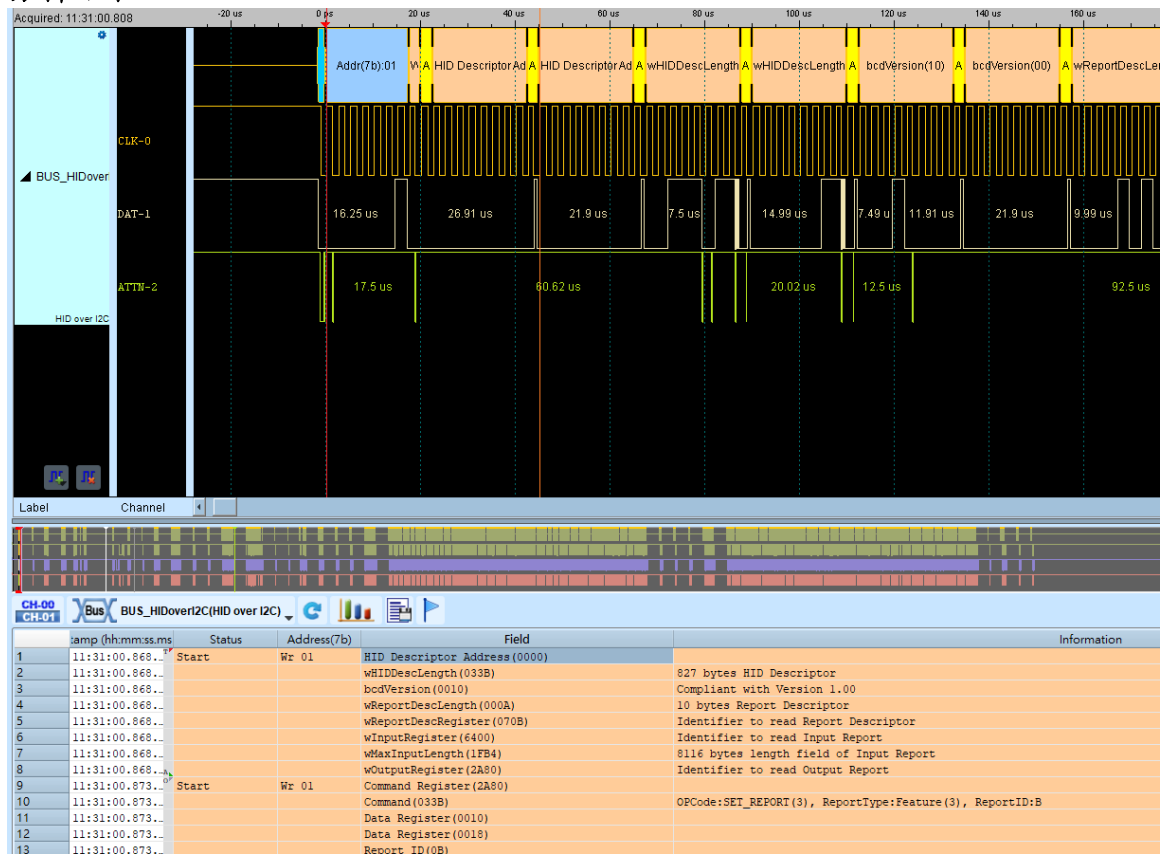 Acquired: 11:31:00.808
-20 us 0 ps 20 us 40 us 60 us 80 us 100 us 120 us 140 us 160 us
Addr(7b):01 A HID Descriptor Ad A HID Descriptor Ad A wHIDDescLength A wHIDDescLength A bcdVersion(10) A bcdVersion(00) A wReportDescLe
CLK-0
BUS_HIDover
DAT-1 16.25 us 26.91 us 21.9 us 7.5 us 14.99 us 7.49 u 11.91 us 21.9 us 9.99 us
ATTN-2 17.5 us 60.62 us 20.02 us 12.5 us 92.5 us
HID over I2C
Label Channel
CH-00
CH-01
Bus BUS_HIDoverI2C(HID over I2C)
tamp (hh:mm:ss.ms Status Address(7b) Field Information
1 11:31:00.868... Start Wr 01 HID Descriptor Address(0000)
2 11:31:00.868... wHIDDescLength(033B) 827 bytes HID Descriptor
3 11:31:00.868... bcdVersion(0010) Compliant with Version 1.00
4 11:31:00.868... wReportDescLength(000A) 10 bytes Report Descriptor
5 11:31:00.868... wReportDescRegister(070B) Identifier to read Report Descriptor
6 11:31:00.868... wInputRegister(6400) Identifier to read Input Report
7 11:31:00.868... wMaxInputLength(1FB4) 8116 bytes length field of Input Report
8 11:31:00.868... wOutputRegister(2A80) Identifier to read Output Report
9 11:31:00.873... Start Wr 01 Command Register(2A80)
10 11:31:00.873... Command(033B) OPCode:SET_REPORT(3), ReportType:Feature(3), ReportID:B
11 11:31:00.873... Data Register(0010)
12 11:31:00.873... Data Register(0018)
13 11:31:00.873... Report ID(0B)